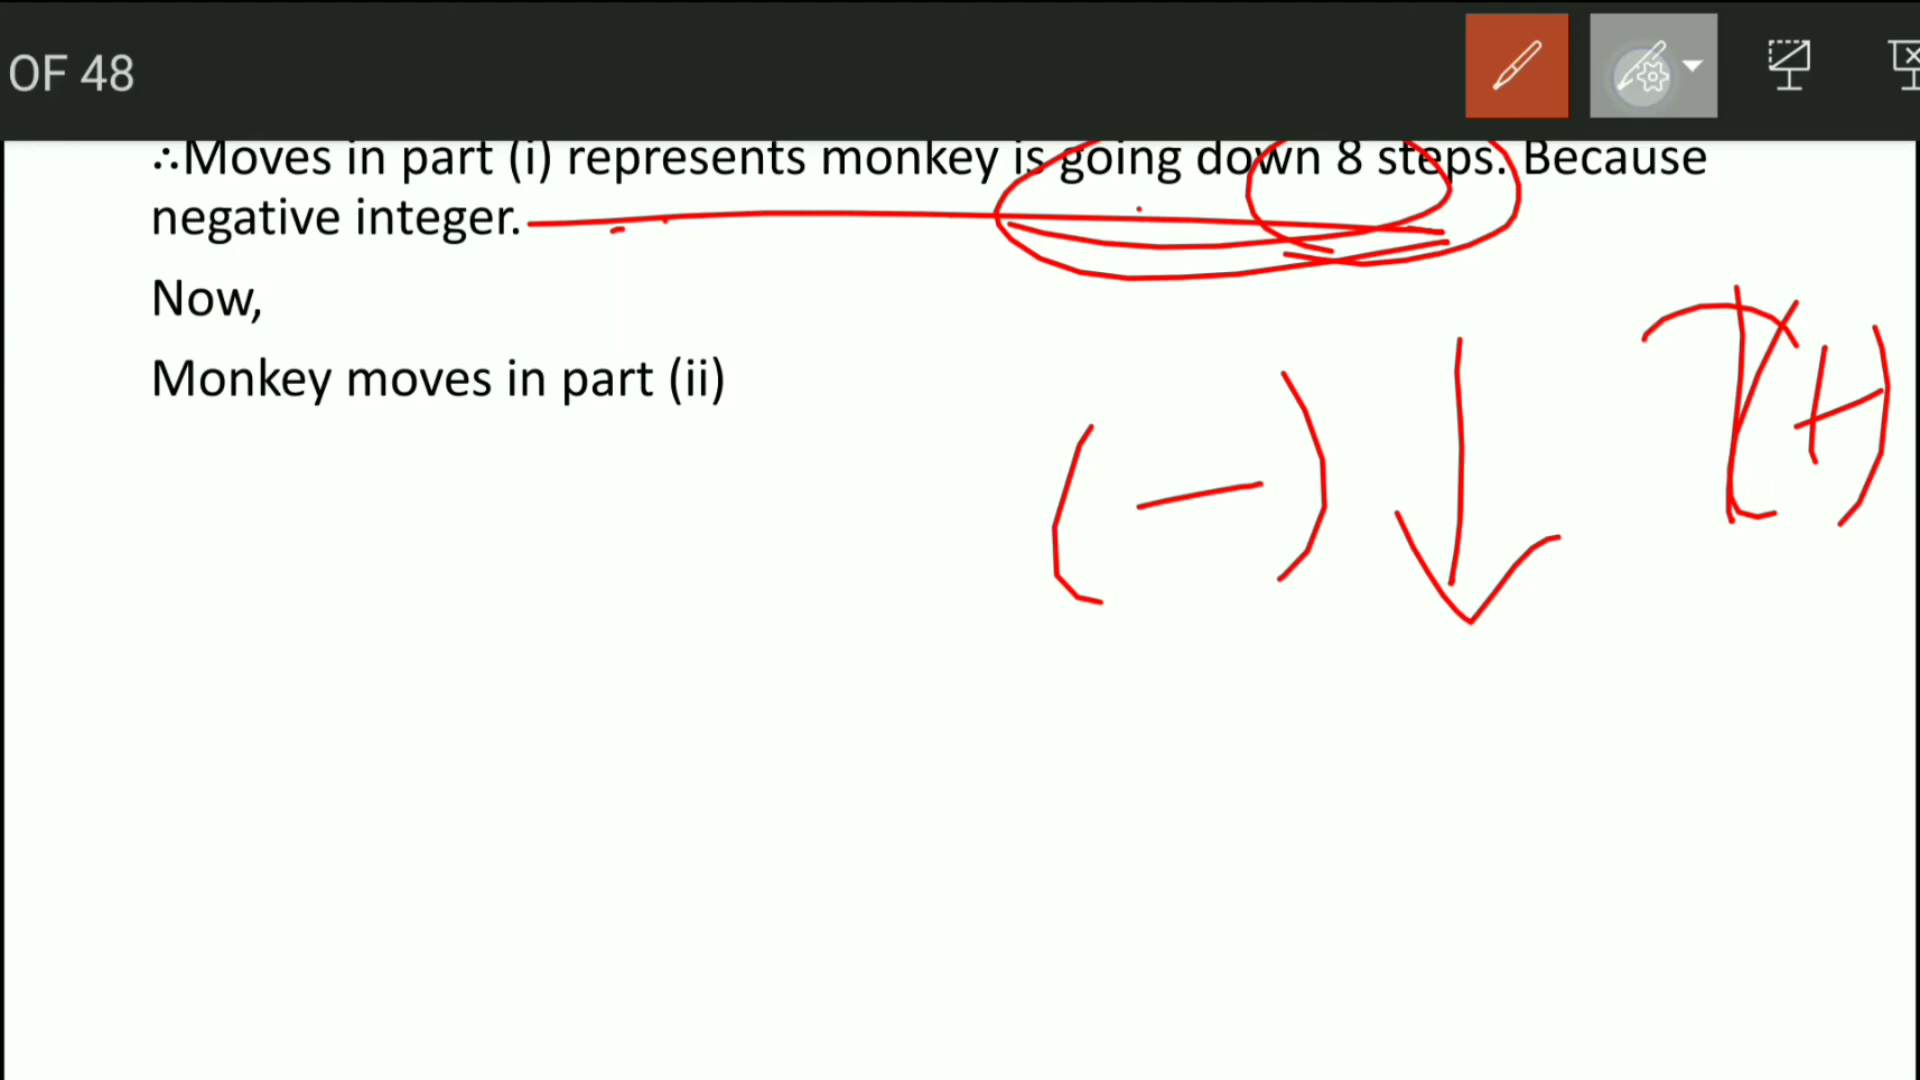 OF 48
∴Moves in part (i) represents monkey is going down 8 steps. Because
negative integer.
Now,
Monkey moves in part (ii)
(−) ↓ ↑ (+)